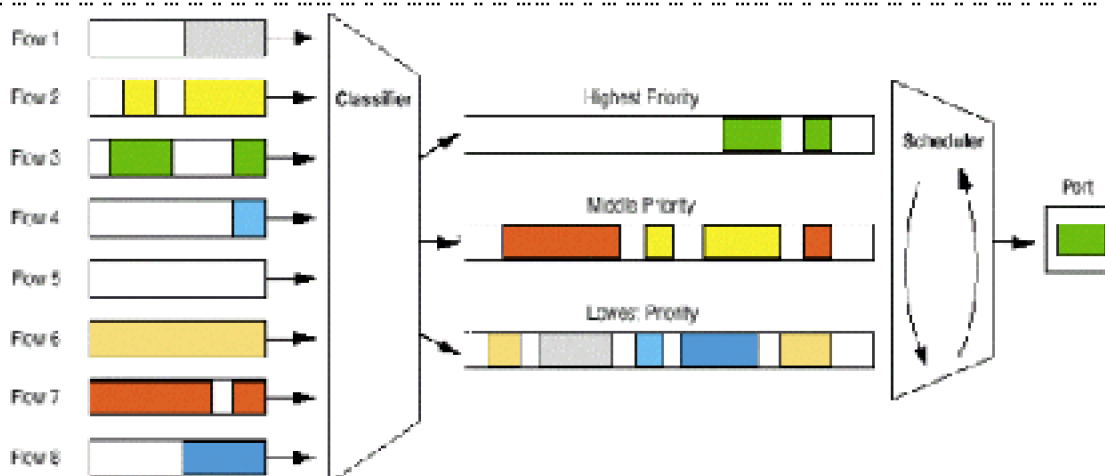 Flow 1
Flow 2
Flow 3
Flow 4
Flow 5
Flow 6
Flow 7
Flow 8
Classifier
Highest Priority
Middle Priority
Lowest Priority
Scheduler
Port